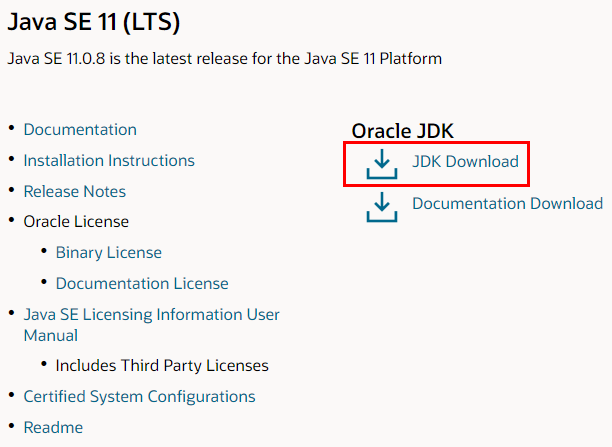 Java SE 11 (LTS)
Java SE 11.0.8 is the latest release for the Java SE 11 Platform
Documentation
Installation Instructions
Release Notes
Oracle License
Binary License
Documentation License
Java SE Licensing Information User
Manual
Includes Third Party Licenses
Certified System Configurations
Readme
Oracle JDK
JDK Download
Documentation Download